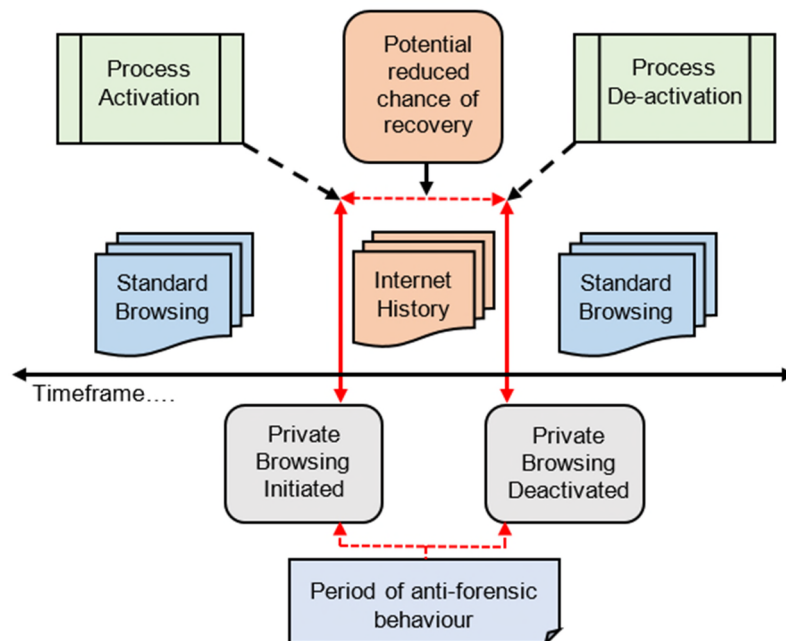 Process
Activation
Potential
reduced
chance of
recovery
Process
De-activation
Standard
Browsing
Internet
History
Standard
Browsing
Timeframe....
Private
Browsing
Initiated
Private
Browsing
Deactivated
Period of anti-forensic
behaviour